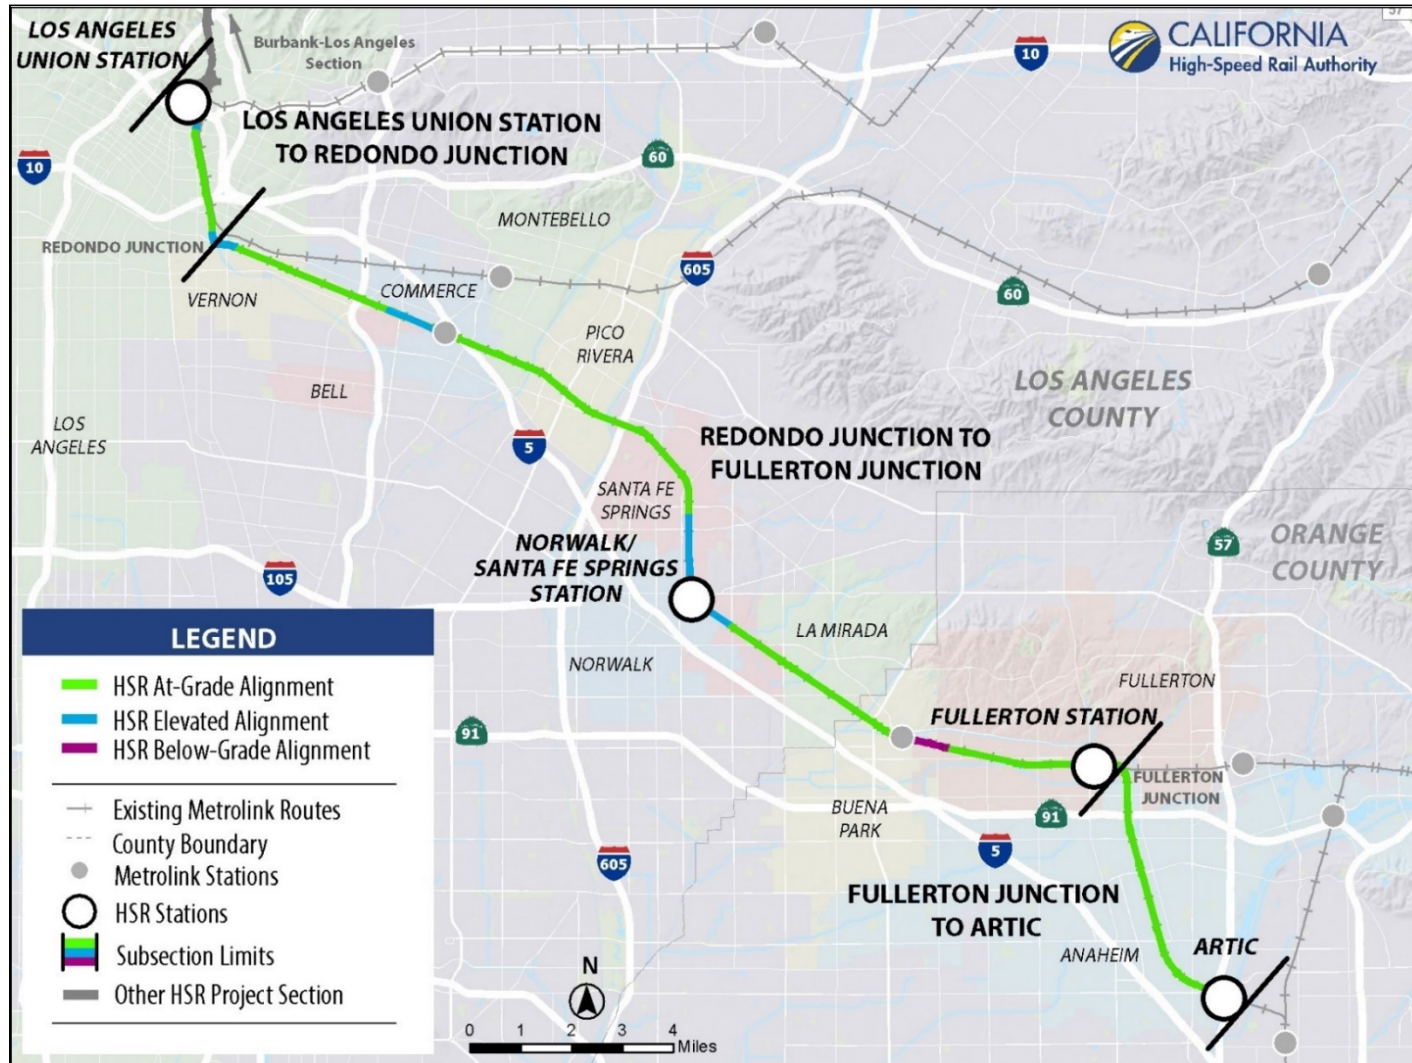 LOS ANGELES
UNION STATION
Burbank-Los Angeles
Section
10
57
CALIFORNIA
High-Speed Rail Authority
LOS ANGELES UNION STATION
TO REDONDO JUNCTION
10
60
MONTEBELLO
REDONDO JUNCTION
605
VERNON
COMMERCE
60
PICO
RIVERA
BELL
LOS ANGELES
COUNTY
LOS
ANGELES
5
REDONDO JUNCTION TO
FULLERTON JUNCTION
SANTA FE
SPRINGS
NORWALK/
SANTA FE SPRINGS
STATION
57
ORANGE
COUNTY
105
LA MIRADA
NORWALK
FULLERTON
91
FULLERTON STATION
FULLERTON
JUNCTION
BUENA
PARK
91
5
605
FULLERTON JUNCTION
TO ARTIC
ANAHEIM
ARTIC
LEGEND
HSR At-Grade Alignment
HSR Elevated Alignment
HSR Below-Grade Alignment
Existing Metrolink Routes
County Boundary
Metrolink Stations
HSR Stations
Subsection Limits
Other HSR Project Section
N
0 1 2 3 4
Miles